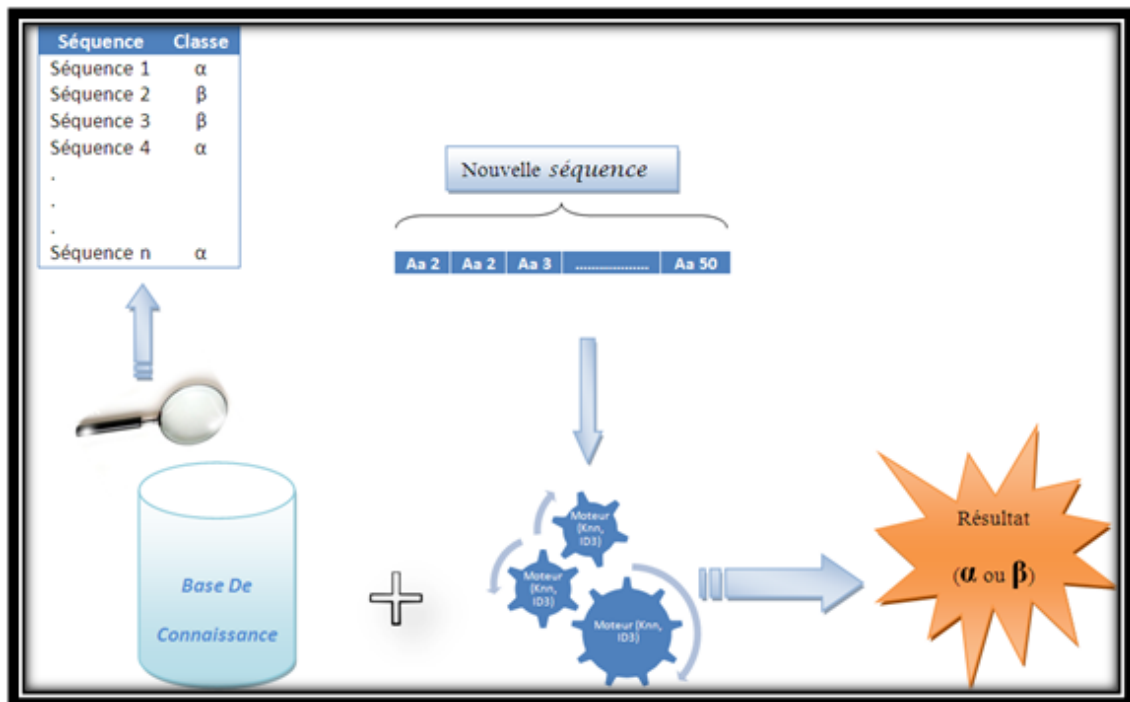 Séquence Classe
Séquence 1 α
Séquence 2 β
Séquence 3 β
Séquence 4 α
.
.
.
Séquence n α
Nouvelle séquence
Aa 2 Aa 2 Aa 3 ................... Aa 50
Base De
Connaissance
Moteur
(Knn,
ID3)
Moteur
(Knn,
ID3)
Moteur (Knn,
ID3)
Résultat
(α ou β)